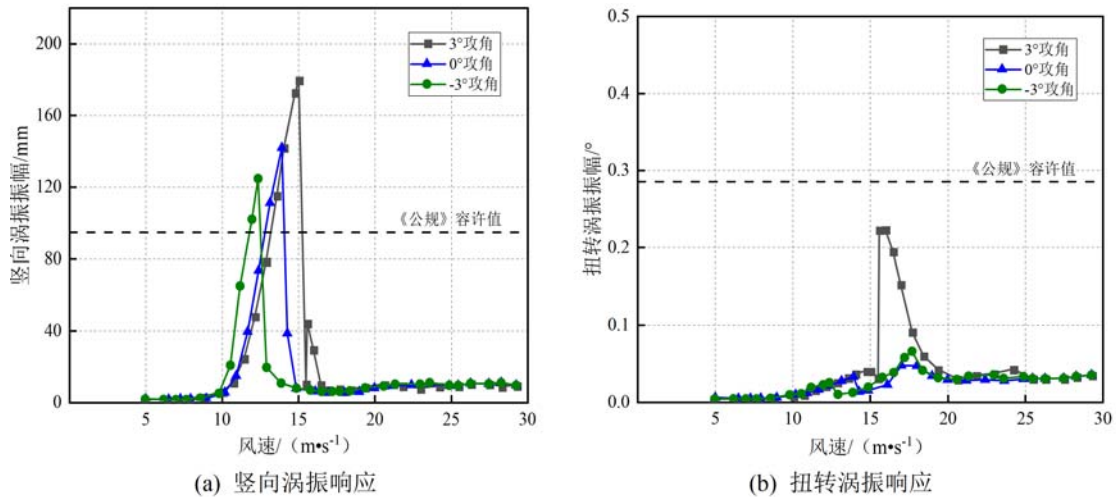 200
160
120
80
40
0
竖向涡振振幅/mm
3°攻角
0°攻角
-3°攻角
《公规》容许值
5 10 15 20 25 30
风速/（m•s⁻¹）
(a) 竖向涡振响应
0.5
0.4
0.3
0.2
0.1
0.0
扭转涡振振幅/°
3°攻角
0°攻角
-3°攻角
《公规》容许值
5 10 15 20 25 30
风速/（m•s⁻¹）
(b) 扭转涡振响应